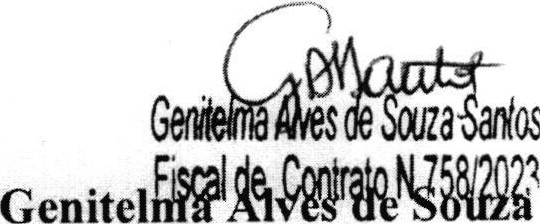 Genitelma Alves de Souza Santos
Fiscal de Contrato N 758/2023
Genitelma Alves de Souza